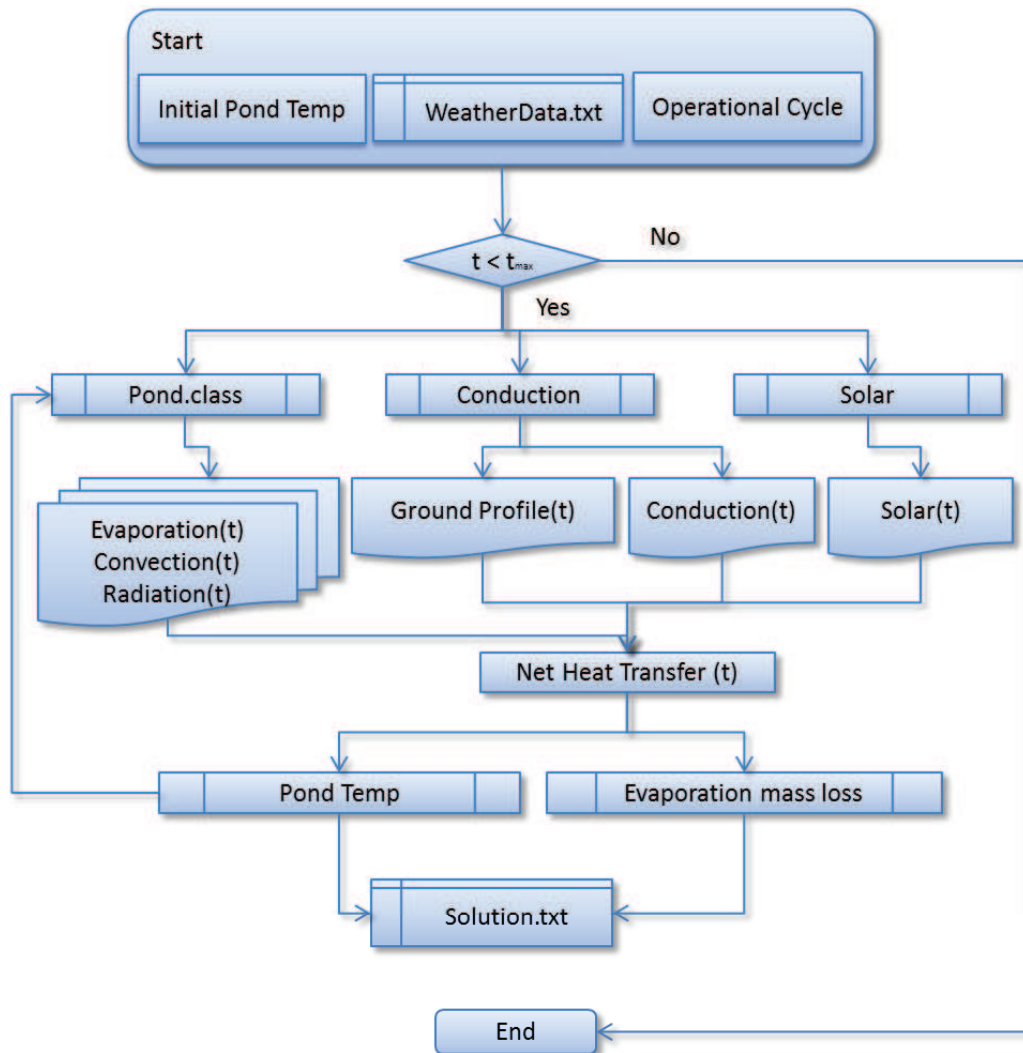 Start
Initial Pond Temp
WeatherData.txt
Operational Cycle
t < tmax
No
Yes
Pond.class
Conduction
Solar
Evaporation(t)
Convection(t)
Radiation(t)
Ground Profile(t)
Conduction(t)
Solar(t)
Net Heat Transfer (t)
Pond Temp
Evaporation mass loss
Solution.txt
End